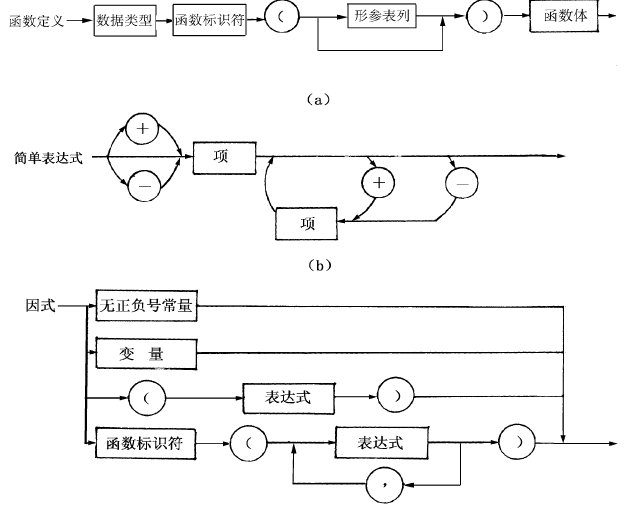 函数定义 数据类型 函数标识符 ( 形参表列 ) 函数体
(a)
+
简单表达式 项
- + -
项
(b)
因式 无正负号常量
变 量
( 表达式 )
函数标识符 ( 表达式 )
,